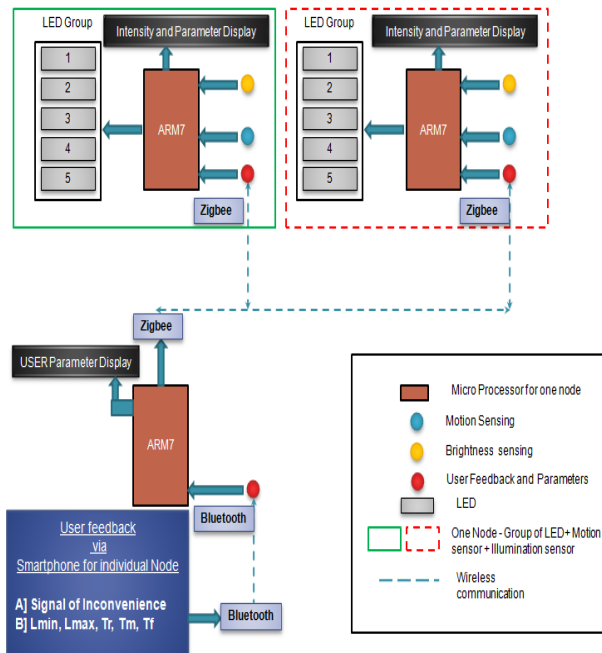 LED Group
Intensity and Parameter Display
1
2
3
4
5
ARM7
Zigbee
LED Group
Intensity and Parameter Display
1
2
3
4
5
ARM7
Zigbee
Zigbee
USER Parameter Display
ARM7
Bluetooth
User feedback
via
Smartphone for individual Node
A] Signal of Inconvenience
B] Lmin, Lmax, Tr, Tm, Tf
Bluetooth
Micro Processor for one node
Motion Sensing
Brightness sensing
User Feedback and Parameters
LED
One Node - Group of LED+ Motion
sensor + Illumination sensor
Wireless
communication